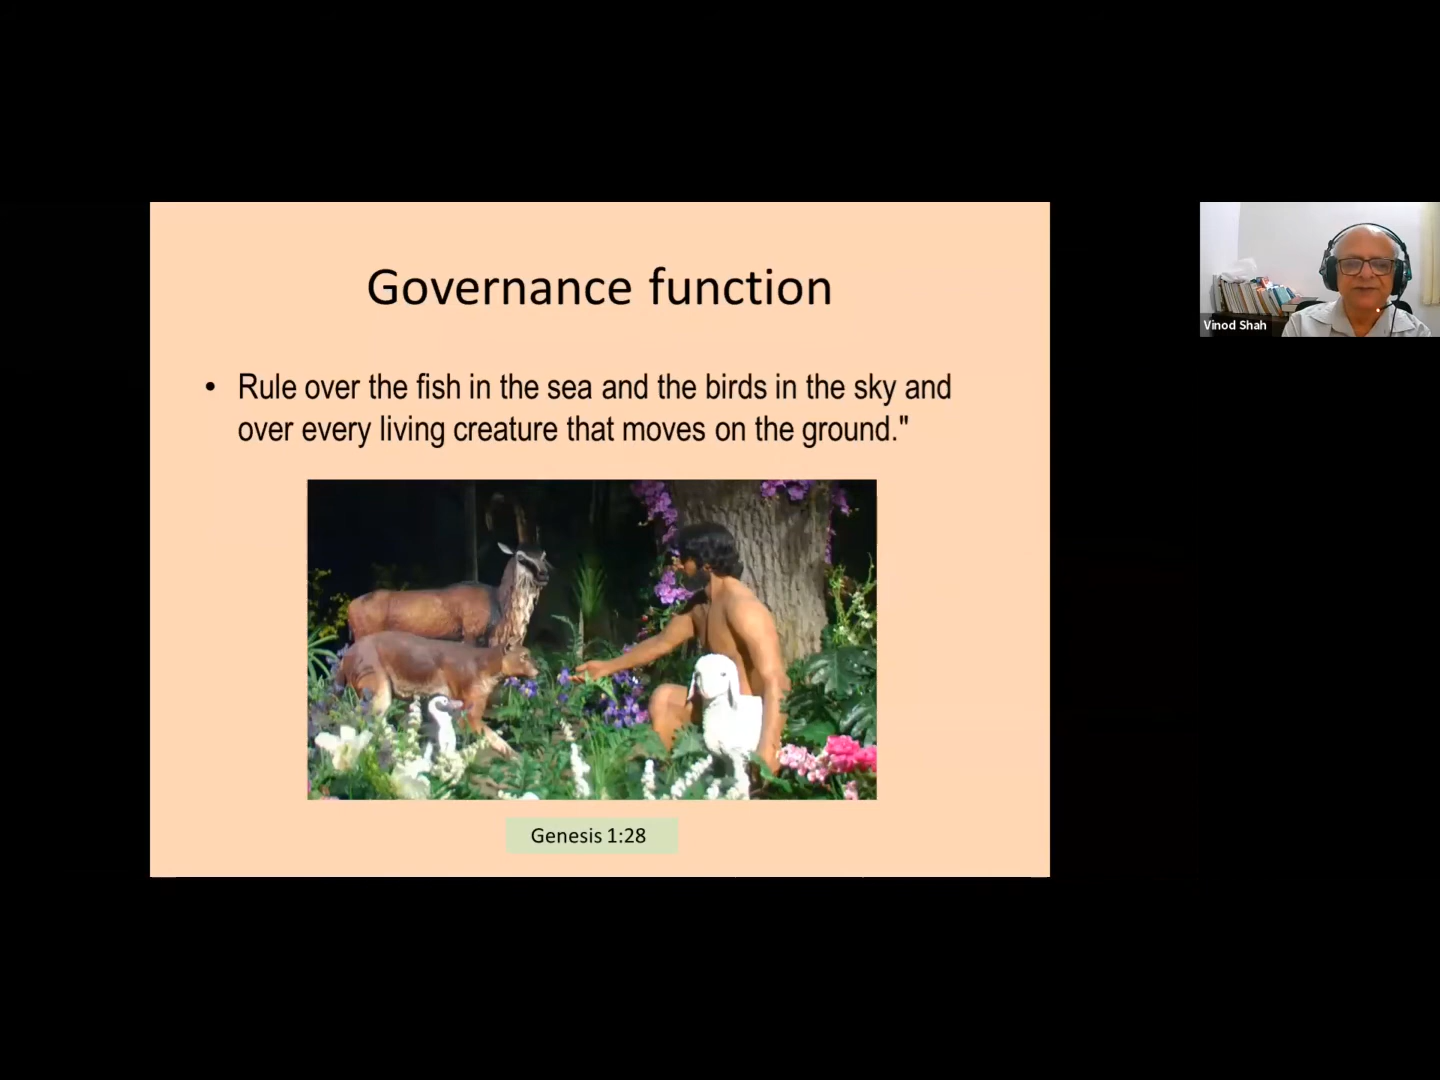 Governance function
• Rule over the fish in the sea and the birds in the sky and
over every living creature that moves on the ground."
Genesis 1:28
Vinod Shah